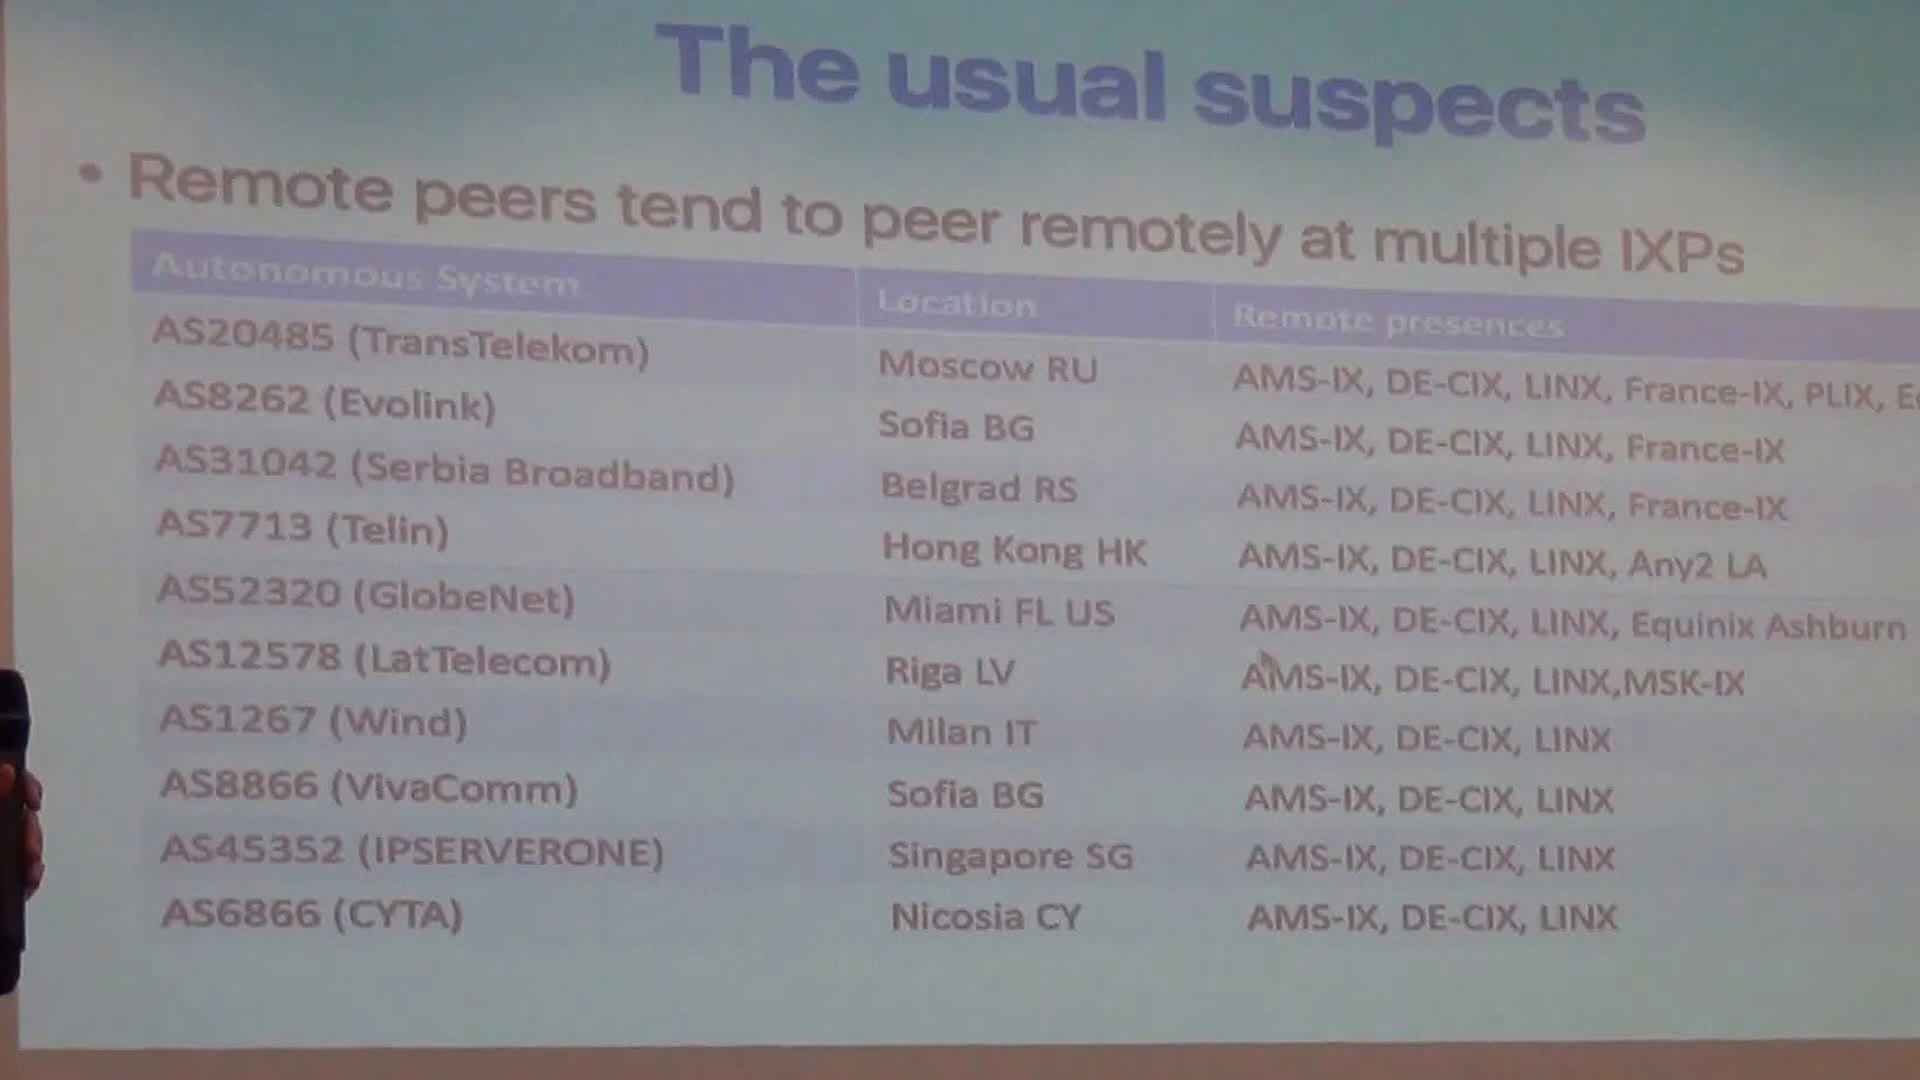 The usual suspects
• Remote peers tend to peer remotely at multiple IXPs
Autonomous System Location Remote presences
AS20485 (TransTelekom) Moscow RU AMS-IX, DE-CIX, LINX, France-IX, PLIX,
AS8262 (Evolink) Sofia BG AMS-IX, DE-CIX, LINX, France-IX
AS31042 (Serbia Broadband) Belgrad RS AMS-IX, DE-CIX, LINX, France-IX
AS7713 (Telin) Hong Kong HK AMS-IX, DE-CIX, LINX, Any2 LA
AS52320 (GlobeNet) Miami FL US AMS-IX, DE-CIX, LINX, Equinix Ashburn
AS12578 (LatTelecom) Riga LV AMS-IX, DE-CIX, LINX,MSK-IX
AS1267 (Wind) Milan IT AMS-IX, DE-CIX, LINX
AS8866 (VivaComm) Sofia BG AMS-IX, DE-CIX, LINX
AS45352 (IPSERVERONE) Singapore SG AMS-IX, DE-CIX, LINX
AS6866 (CYTA) Nicosia CY AMS-IX, DE-CIX, LINX